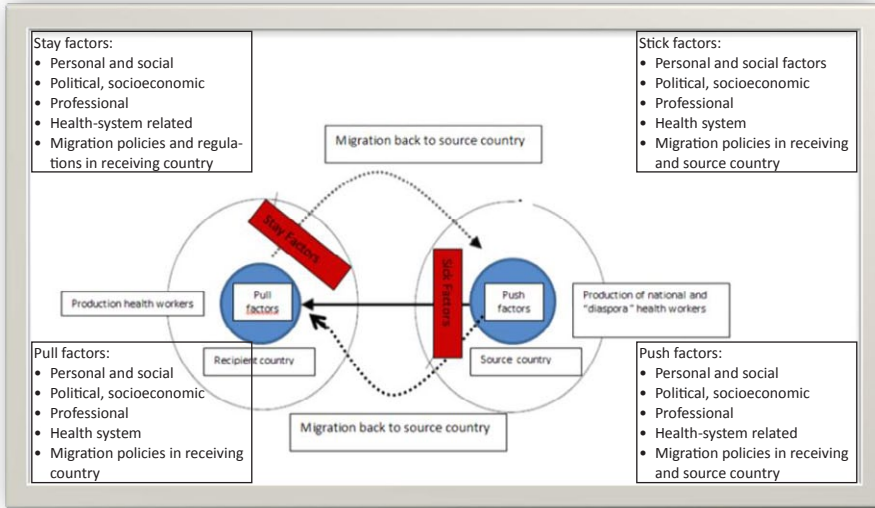 Stay factors:
• Personal and social
• Political, socioeconomic
• Professional
• Health-system related
• Migration policies and regula-
tions in receiving country
Stick factors:
• Personal and social factors
• Political, socioeconomic
• Professional
• Health system
• Migration policies in receiving
and source country
Migration back to source country
Stay Factors
Sick Factors
Production health workers
Pull
factors
Push
factors
Production of national and
"diaspora" health workers
Recipient country
Source country
Migration back to source country
Pull factors:
• Personal and social
• Political, socioeconomic
• Professional
• Health system
• Migration policies in receiving
country
Push factors:
• Personal and social
• Political, socioeconomic
• Professional
• Health-system related
• Migration policies in receiving
and source country